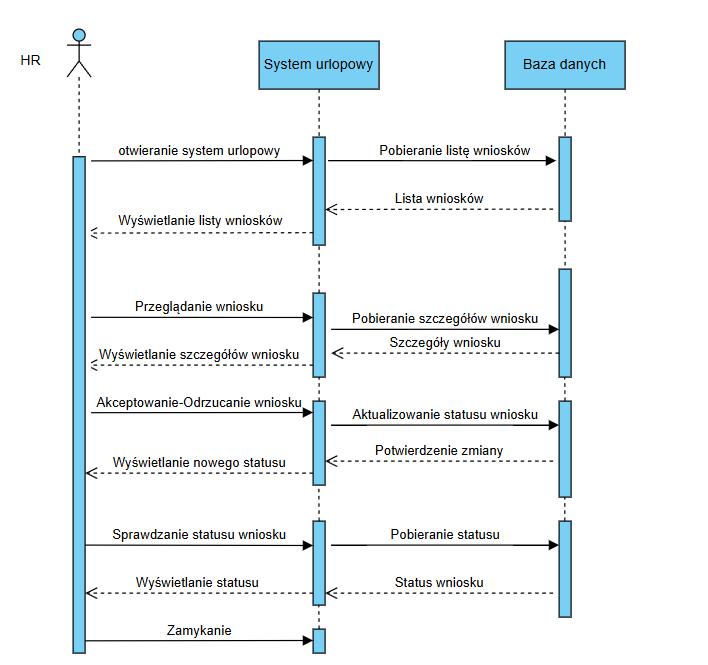 HR
System urlopowy
Baza danych
otwieranie system urlopowy
Pobieranie listę wniosków
Lista wniosków
Wyświetlanie listy wniosków
Przeglądanie wniosku
Pobieranie szczegółów wniosku
Szczegóły wniosku
Wyświetlanie szczegółów wniosku
Akceptowanie-Odrzucanie wniosku
Aktualizowanie statusu wniosku
Potwierdzenie zmiany
Wyświetlanie nowego statusu
Sprawdzanie statusu wniosku
Pobieranie statusu
Wyświetlanie statusu
Status wniosku
Zamykanie